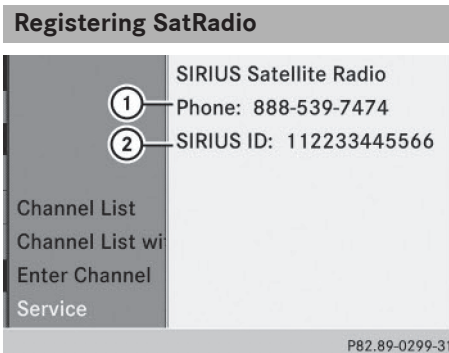 Registering SatRadio
SIRIUS Satellite Radio
1 Phone: 888-539-7474
2 SIRIUS ID: 112233445566
Channel List
Channel List wi
Enter Channel
Service
P82.89-0299-31